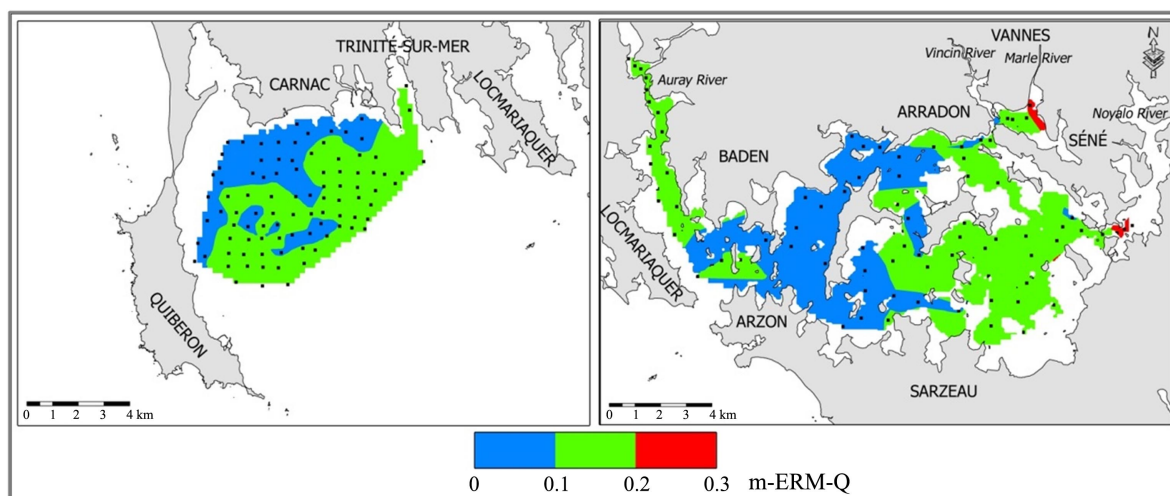 TRINITÉ-SUR-MER
CARNAC
LOCMARIAQUER
QUIBERON
0 1 2 3 4 km
VANNES
N
Vincin River
Marle River
Auray River
ARRADON
Noyalo River
SÉNÉ
BADEN
LOCMARIAQUER
ARZON
SARZEAU
0 1 2 3 4 km
0 0.1 0.2 0.3 m-ERM-Q